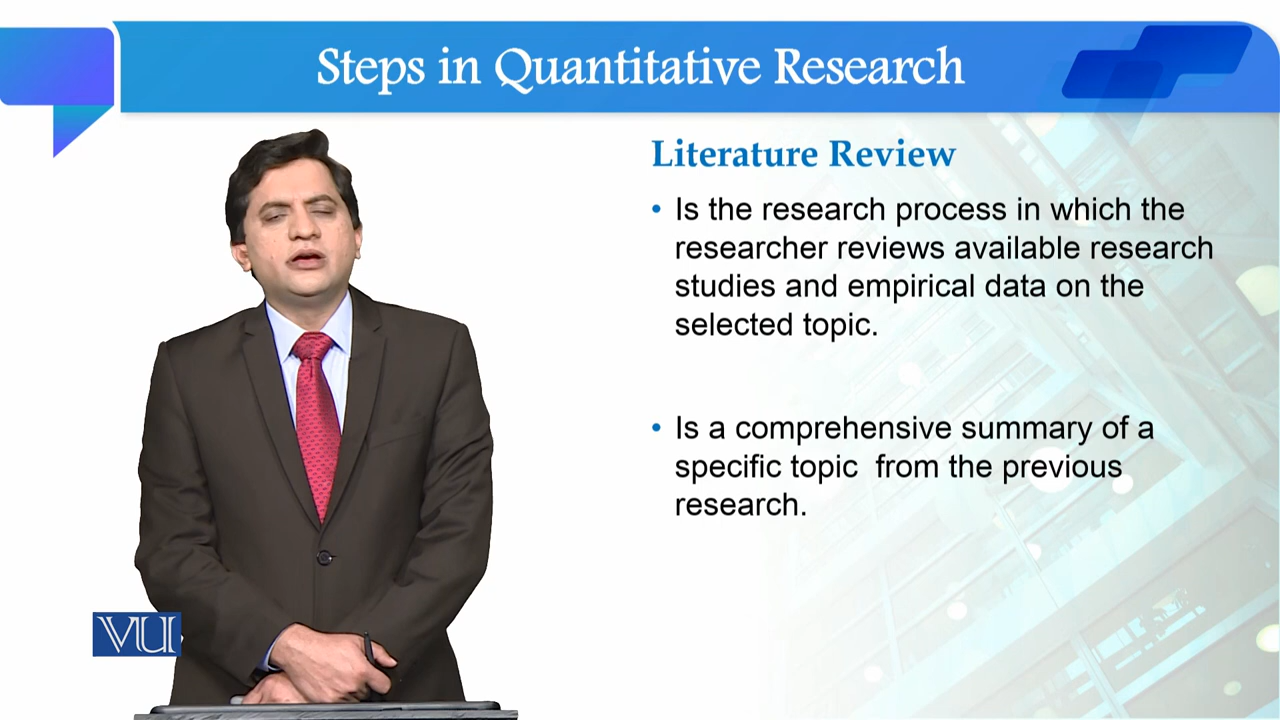 Steps in Quantitative Research
Literature Review
• Is the research process in which the
researcher reviews available research
studies and empirical data on the
selected topic.
• Is a comprehensive summary of a
specific topic  from the previous
research.
VU